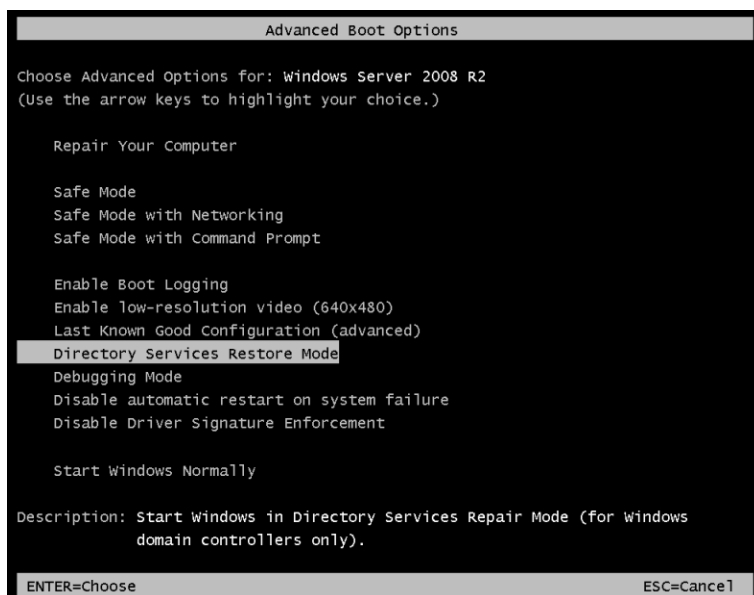 Advanced Boot Options
Choose Advanced Options for: Windows Server 2008 R2
(Use the arrow keys to highlight your choice.)
Repair Your Computer
Safe Mode
Safe Mode with Networking
Safe Mode with Command Prompt
Enable Boot Logging
Enable low-resolution video (640x480)
Last Known Good Configuration (advanced)
Directory Services Restore Mode
Debugging Mode
Disable automatic restart on system failure
Disable Driver Signature Enforcement
Start Windows Normally
Description: Start Windows in Directory Services Repair Mode (for Windows
domain controllers only).
ENTER=Choose ESC=Cancel